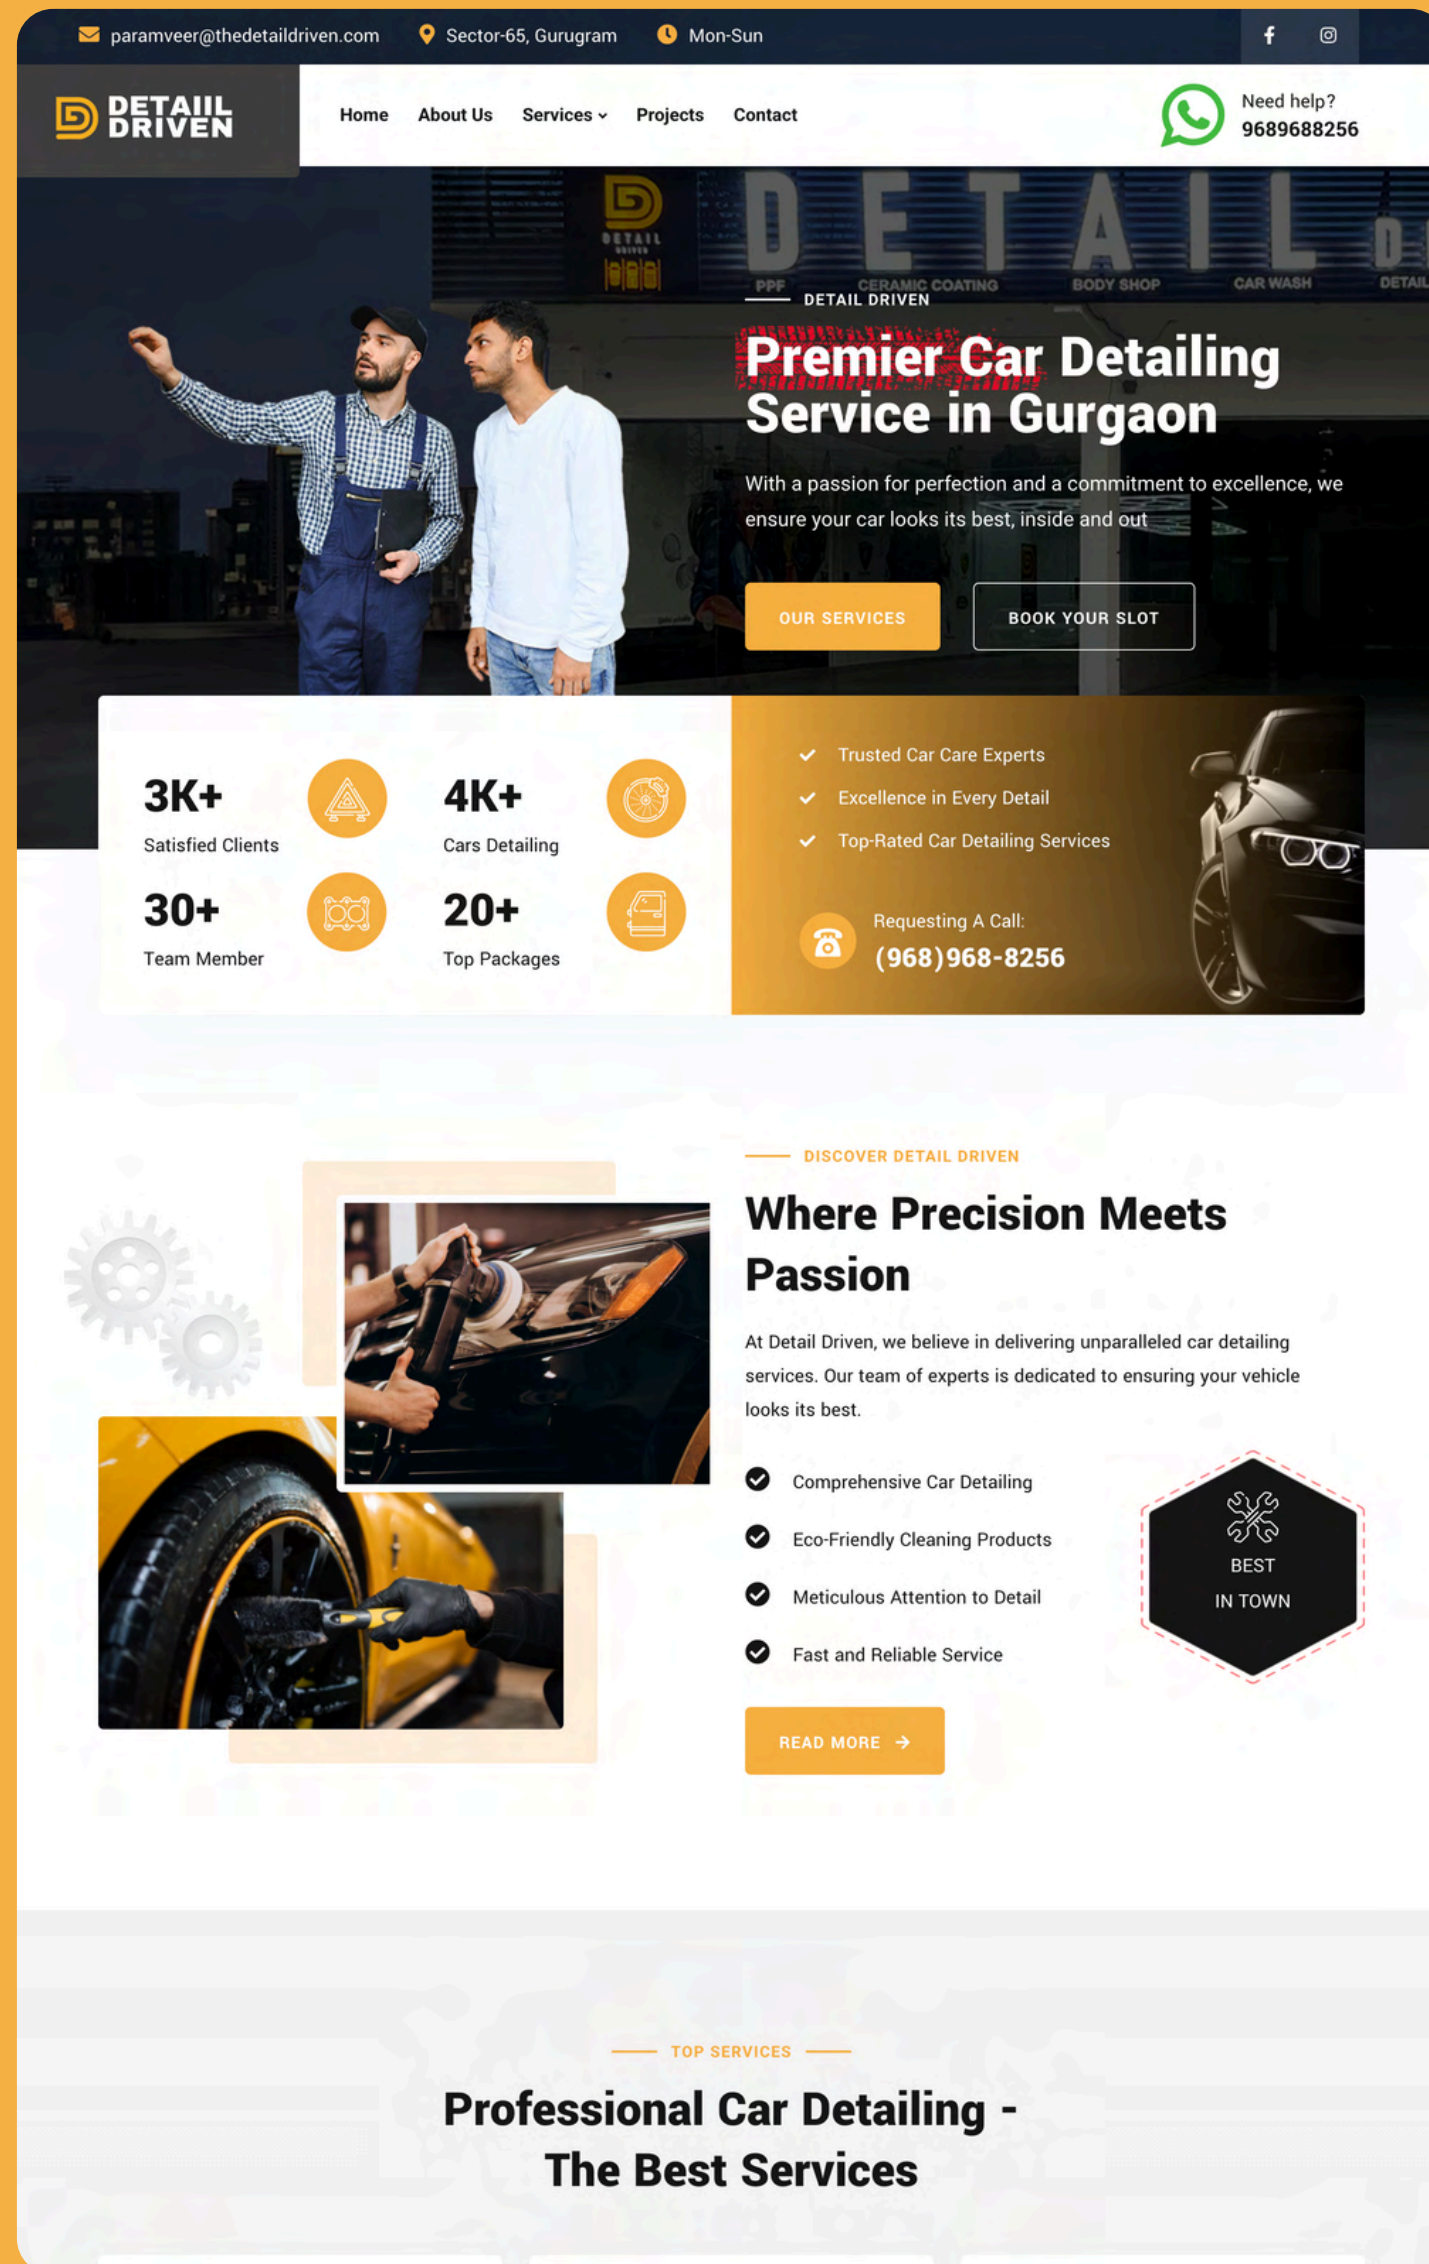 paramveer@thedetaildriven.com
Sector-65, Gurugram
Mon-Sun
DETAIIL
DRIVEN
Home
About Us
Services
Projects
Contact
Need help?
9689688256
DETAIL
DRIVEN
DETAIL D
PPF
CERAMIC COATING
BODY SHOP
CAR WASH
DETAIL
DETAIL DRIVEN
Premier Car Detailing
Service in Gurgaon
With a passion for perfection and a commitment to excellence, we
ensure your car looks its best, inside and out
OUR SERVICES
BOOK YOUR SLOT
3K+
Satisfied Clients
4K+
Cars Detailing
30+
Team Member
20+
Top Packages
Trusted Car Care Experts
Excellence in Every Detail
Top-Rated Car Detailing Services
Requesting A Call:
(968)968-8256
DISCOVER DETAIL DRIVEN
Where Precision Meets
Passion
At Detail Driven, we believe in delivering unparalleled car detailing
services. Our team of experts is dedicated to ensuring your vehicle
looks its best.
Comprehensive Car Detailing
Eco-Friendly Cleaning Products
Meticulous Attention to Detail
Fast and Reliable Service
BEST
IN TOWN
READ MORE
TOP SERVICES
Professional Car Detailing -
The Best Services